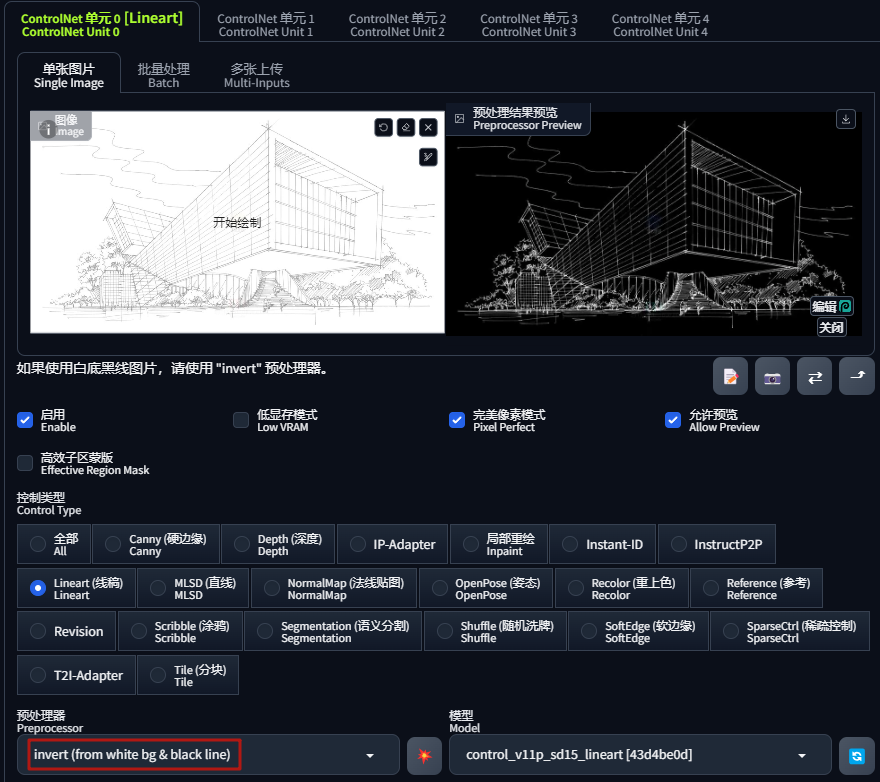 ControlNet 单元 0 [Lineart]
ControlNet Unit 0
ControlNet 单元 1
ControlNet Unit 1
ControlNet 单元 2
ControlNet Unit 2
ControlNet 单元 3
ControlNet Unit 3
ControlNet 单元 4
ControlNet Unit 4
单张图片
Single Image
批量处理
Batch
多张上传
Multi-Inputs
图像
Image
预处理结果预览
Preprocessor Preview
开始绘制
编辑
关闭
如果使用白底黑线图片，请使用 "invert" 预处理器。
启用
Enable
低显存模式
Low VRAM
完美像素模式
Pixel Perfect
允许预览
Allow Preview
高效子区蒙版
Effective Region Mask
控制类型
Control Type
全部
All
Canny (硬边缘)
Canny
Depth (深度)
Depth
IP-Adapter
局部重绘
Inpaint
Instant-ID
InstructP2P
Lineart (线稿)
Lineart
MLSD (直线)
MLSD
NormalMap (法线贴图)
NormalMap
OpenPose (姿态)
OpenPose
Recolor (重上色)
Recolor
Reference (参考)
Reference
Revision
Scribble (涂鸦)
Scribble
Segmentation (语义分割)
Segmentation
Shuffle (随机洗牌)
Shuffle
SoftEdge (软边缘)
SoftEdge
SparseCtrl (稀疏控制)
SparseCtrl
T2I-Adapter
Tile (分块)
Tile
预处理器
Preprocessor
模型
Model
invert (from white bg & black line)
control_v11p_sd15_lineart [43d4be0d]